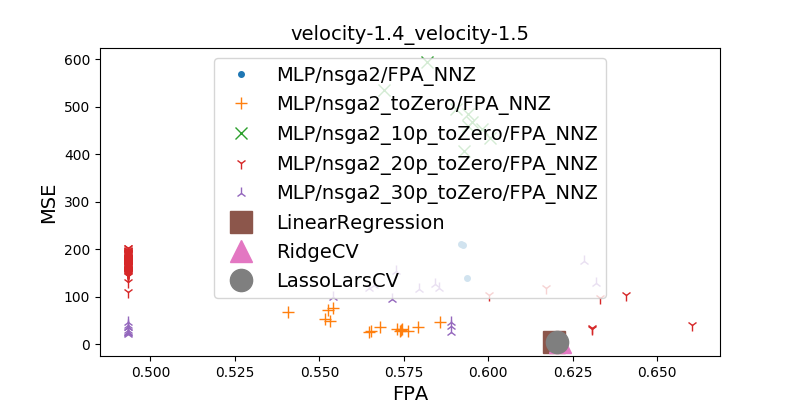 velocity-1.4_velocity-1.5
600
500
400
300
200
100
0
MSE
MLP/nsga2/FPA_NNZ
MLP/nsga2_toZero/FPA_NNZ
MLP/nsga2_10p_toZero/FPA_NNZ
MLP/nsga2_20p_toZero/FPA_NNZ
MLP/nsga2_30p_toZero/FPA_NNZ
LinearRegression
RidgeCV
LassoLarsCV
0.500 0.525 0.550 0.575 0.600 0.625 0.650
FPA